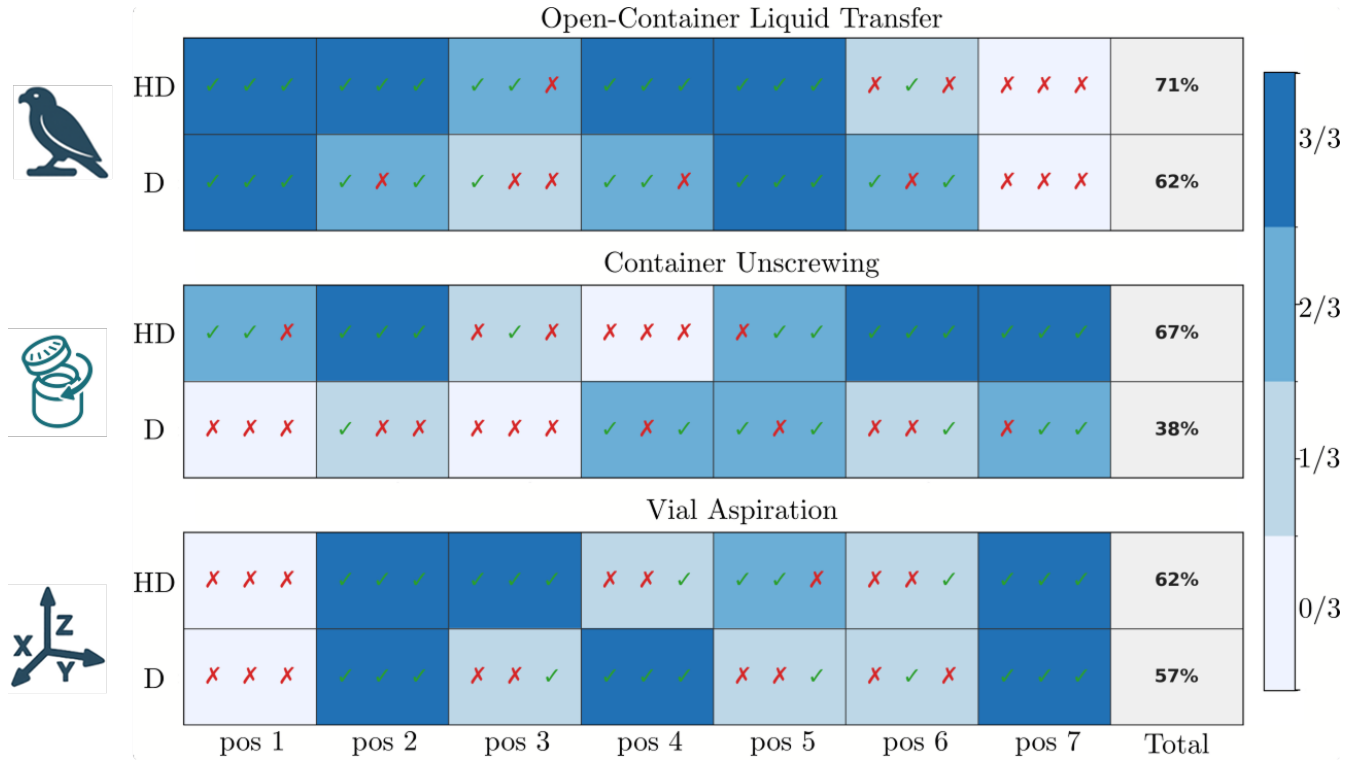 Open-Container Liquid Transfer
HD ✓ ✓ ✓ ✓ ✓ ✓ ✓ ✓ ✗ ✓ ✓ ✓ ✓ ✓ ✓ ✗ ✓ ✗ ✗ ✗ ✗ 71%
D ✓ ✓ ✓ ✓ ✗ ✓ ✓ ✗ ✗ ✓ ✓ ✗ ✓ ✓ ✓ ✓ ✗ ✓ ✗ ✗ ✗ 62%
Container Unscrewing
HD ✓ ✓ ✗ ✓ ✓ ✓ ✗ ✓ ✗ ✗ ✗ ✗ ✗ ✓ ✓ ✓ ✓ ✓ ✓ ✓ ✓ 67%
D ✗ ✗ ✗ ✓ ✗ ✗ ✗ ✗ ✗ ✓ ✗ ✓ ✓ ✗ ✓ ✗ ✗ ✓ ✗ ✓ ✓ 38%
Vial Aspiration
HD ✗ ✗ ✗ ✓ ✓ ✓ ✓ ✓ ✓ ✗ ✗ ✓ ✓ ✓ ✗ ✗ ✗ ✓ ✓ ✓ ✓ 62%
D ✗ ✗ ✗ ✓ ✓ ✓ ✗ ✗ ✓ ✓ ✓ ✓ ✗ ✗ ✓ ✗ ✓ ✗ ✓ ✓ ✓ 57%
pos 1 pos 2 pos 3 pos 4 pos 5 pos 6 pos 7 Total
3/3
2/3
1/3
0/3
Z
X
Y